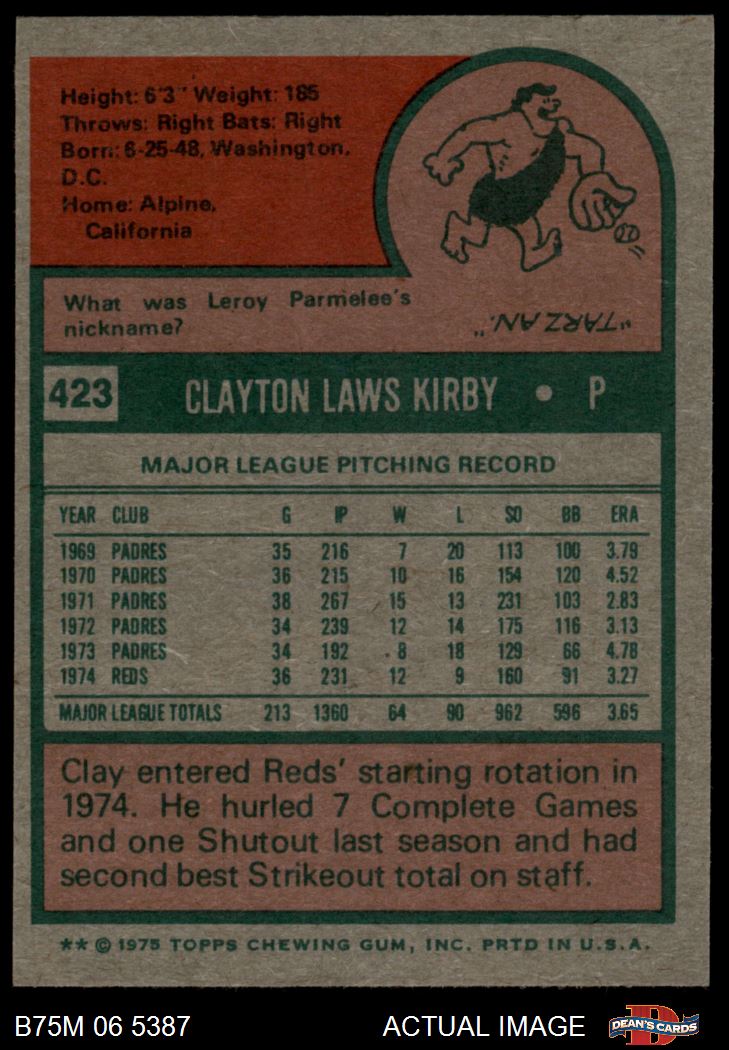 Height: 6'3" Weight: 185
Throws: Right Bats: Right
Born: 6-25-48, Washington,
D.C.
Home: Alpine,
California
What was Leroy Parmelee's
nickname?
"TARZAN."
423 CLAYTON LAWS KIRBY • P
MAJOR LEAGUE PITCHING RECORD
YEAR CLUB G IP W L SO BB ERA
1969 PADRES 35 216 7 20 113 100 3.79
1970 PADRES 36 215 10 16 154 120 4.52
1971 PADRES 38 267 15 13 231 103 2.83
1972 PADRES 34 239 12 14 175 116 3.13
1973 PADRES 34 192 8 18 129 66 4.78
1974 REDS 36 231 12 9 160 91 3.27
MAJOR LEAGUE TOTALS 213 1360 64 90 962 596 3.65
Clay entered Reds' starting rotation in
1974. He hurled 7 Complete Games
and one Shutout last season and had
second best Strikeout total on staff.
** © 1975 TOPPS CHEWING GUM, INC. PRTD IN U.S.A.
B75M 06 5387 ACTUAL IMAGE D DEAN'S CARDS